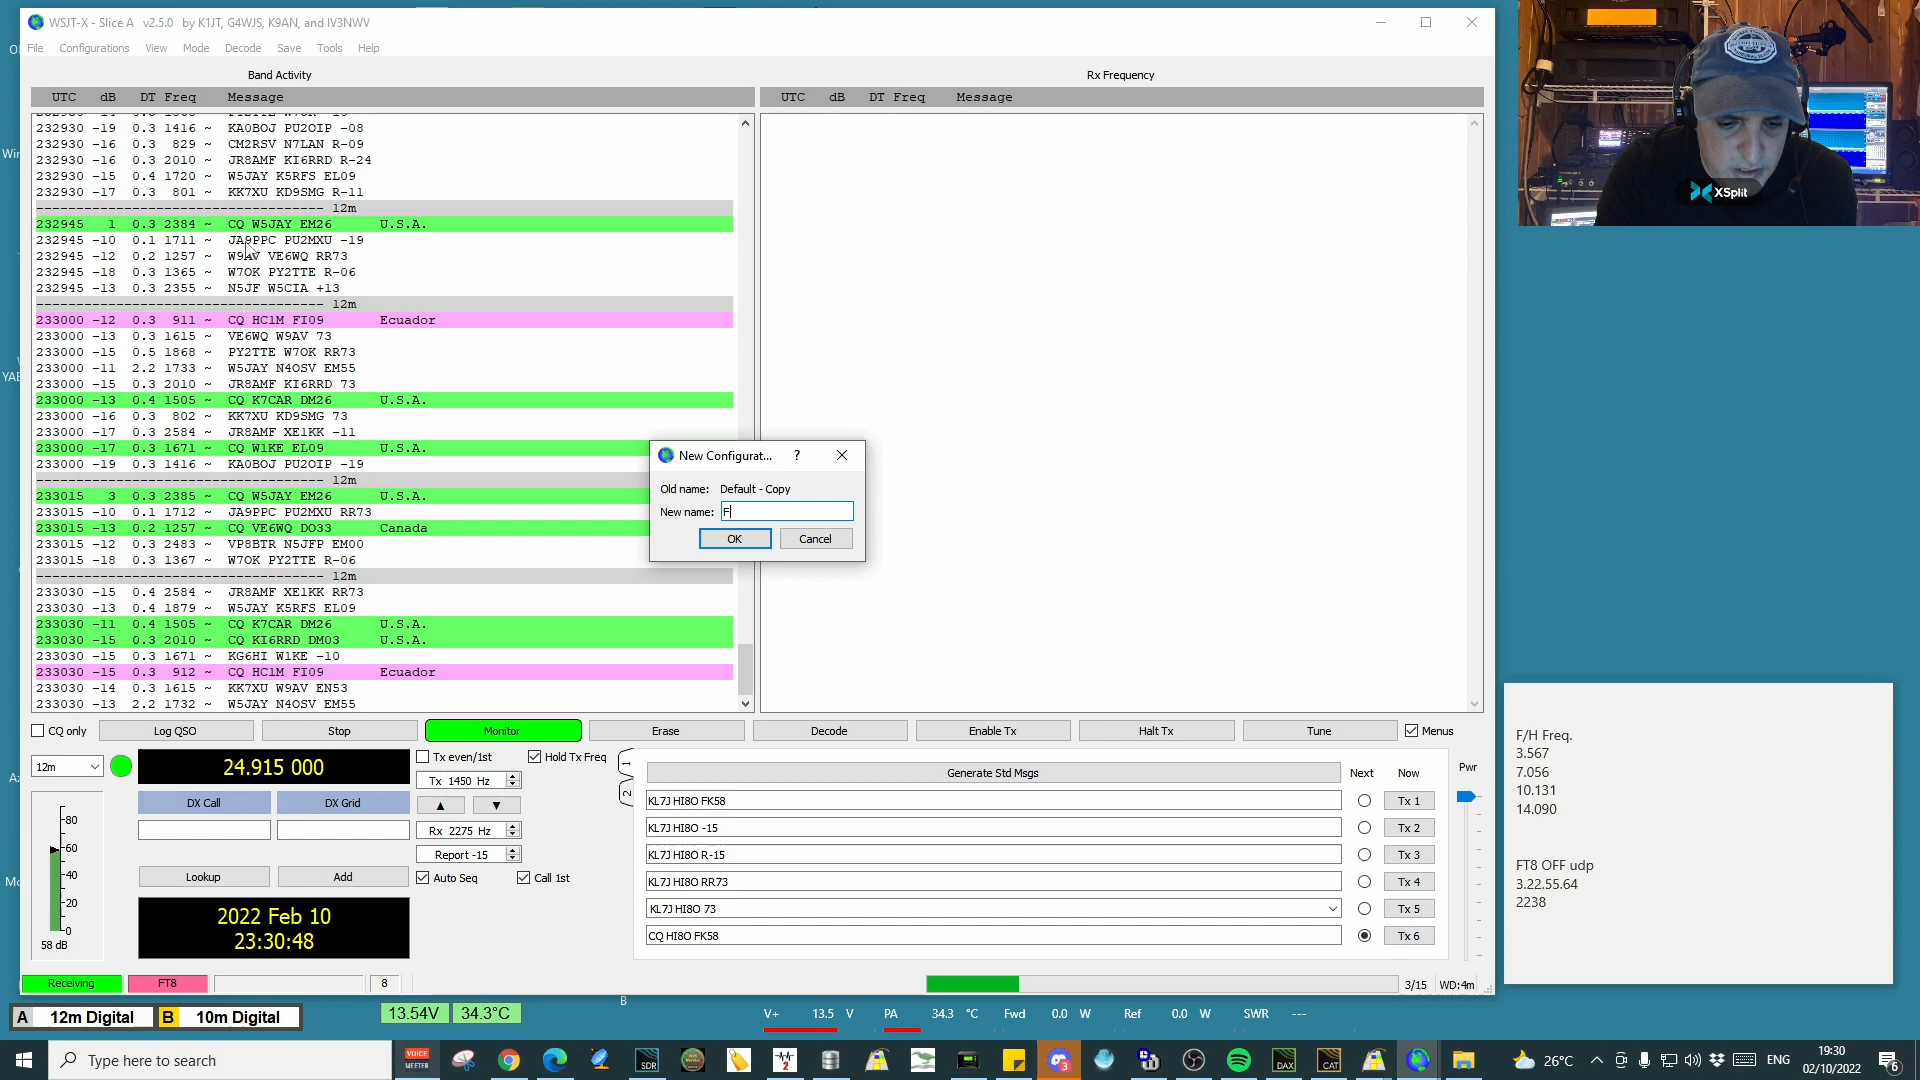 WSJT-X - Slice A   v2.5.0   by K1JT, G4WJS, K9AN, and IV3NWV
File Configurations View Mode Decode Save Tools Help
Band Activity
UTC dB DT Freq Message
232930 -19 0.3 1416 ~ KA0BOJ PU2OIP -08
232930 -16 0.3 829 ~ CM2RSV N7LAN R-09
232930 -16 0.3 2010 ~ JR8AMF KI6RRD R-24
232930 -15 0.4 1720 ~ W5JAY K5RFS EL09
232930 -17 0.3 801 ~ KK7XU KD9SMG R-11
------------------------------------ 12m
232945 1 0.3 2384 ~ CQ W5JAY EM26 U.S.A.
232945 -10 0.1 1711 ~ JA9PPC PU2MXU -19
232945 -12 0.2 1257 ~ W9AV VE6WQ RR73
232945 -18 0.3 1365 ~ W7OK PY2TTE R-06
232945 -13 0.3 2355 ~ N5JF W5CIA +13
------------------------------------ 12m
233000 -12 0.3 911 ~ CQ HC1M FI09 Ecuador
233000 -13 0.3 1615 ~ VE6WQ W9AV 73
233000 -15 0.5 1868 ~ PY2TTE W7OK RR73
233000 -11 2.2 1733 ~ W5JAY N4OSV EM55
233000 -15 0.3 2010 ~ JR8AMF KI6RRD 73
233000 -13 0.4 1505 ~ CQ K7CAR DM26 U.S.A.
233000 -16 0.3 802 ~ KK7XU KD9SMG 73
233000 -17 0.3 2584 ~ JR8AMF XE1KK -11
233000 -17 0.3 1671 ~ CQ W1KE EL09 U.S.A.
233000 -19 0.3 1416 ~ KA0BOJ PU2OIP -19
------------------------------------ 12m
233015 3 0.3 2385 ~ CQ W5JAY EM26 U.S.A.
233015 -10 0.1 1712 ~ JA9PPC PU2MXU RR73
233015 -13 0.2 1257 ~ CQ VE6WQ DO33 Canada
233015 -12 0.3 2483 ~ VP8BTR N5JFP EM00
233015 -18 0.3 1367 ~ W7OK PY2TTE R-06
------------------------------------ 12m
233030 -15 0.4 2584 ~ JR8AMF XE1KK RR73
233030 -13 0.4 1879 ~ W5JAY K5RFS EL09
233030 -11 0.4 1505 ~ CQ K7CAR DM26 U.S.A.
233030 -15 0.3 2010 ~ CQ KI6RRD DM03 U.S.A.
233030 -15 0.3 1671 ~ KG6HI W1KE -10
233030 -15 0.3 912 ~ CQ HC1M FI09 Ecuador
233030 -14 0.3 1615 ~ KK7XU W9AV EN53
233030 -13 2.2 1732 ~ W5JAY N4OSV EM55
Rx Frequency
UTC dB DT Freq Message
New Configurat... ?
Old name: Default - Copy
New name: F
OK Cancel
CQ only Log QSO Stop Monitor Erase Decode Enable Tx Halt Tx Tune Menus
12m
24.915 000
DX Call DX Grid
Lookup Add
2022 Feb 10
23:30:48
80
60
40
20
0
58 dB
Tx even/1st Hold Tx Freq
Tx 1450 Hz
Rx 2275 Hz
Report -15
Auto Seq Call 1st
1
2
Generate Std Msgs Next Now Pwr
KL7J HI8O FK58 Tx 1
KL7J HI8O -15 Tx 2
KL7J HI8O R-15 Tx 3
KL7J HI8O RR73 Tx 4
KL7J HI8O 73 Tx 5
CQ HI8O FK58 Tx 6
Receiving FT8 8 3/15 WD:4m
XSplit
F/H Freq.
3.567
7.056
10.131
14.090
FT8 OFF udp
3.22.55.64
2238
A 12m Digital B 10m Digital 13.54V 34.3°C
B
V+ 13.5 V PA 34.3 °C Fwd 0.0 W Ref 0.0 W SWR ---
Type here to search
VOICE MEETER
SDR
2
3
DAX
CAT
26°C ENG
19:30
02/10/2022
6